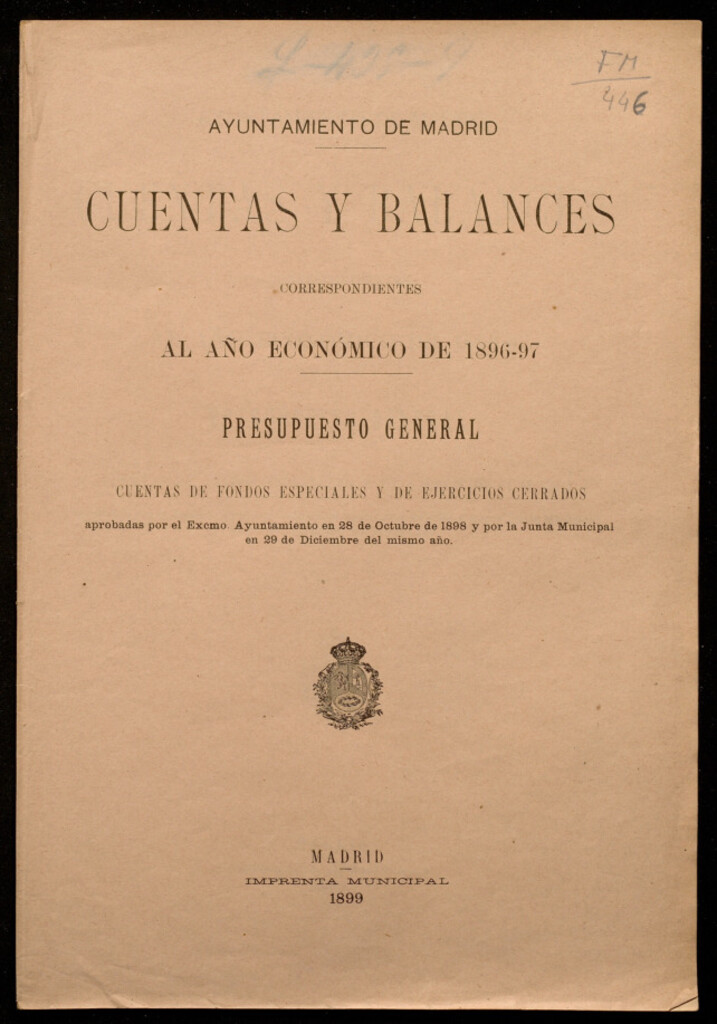 FM
446
AYUNTAMIENTO DE MADRID
CUENTAS Y BALANCES
CORRESPONDIENTES
AL AÑO ECONÓMICO DE 1896-97
PRESUPUESTO GENERAL
CUENTAS DE FONDOS ESPECIALES Y DE EJERCICIOS CERRADOS
aprobadas por el Excmo. Ayuntamiento en 28 de Octubre de 1898 y por la Junta Municipal
en 29 de Diciembre del mismo año.
MADRID
IMPRENTA MUNICIPAL
1899